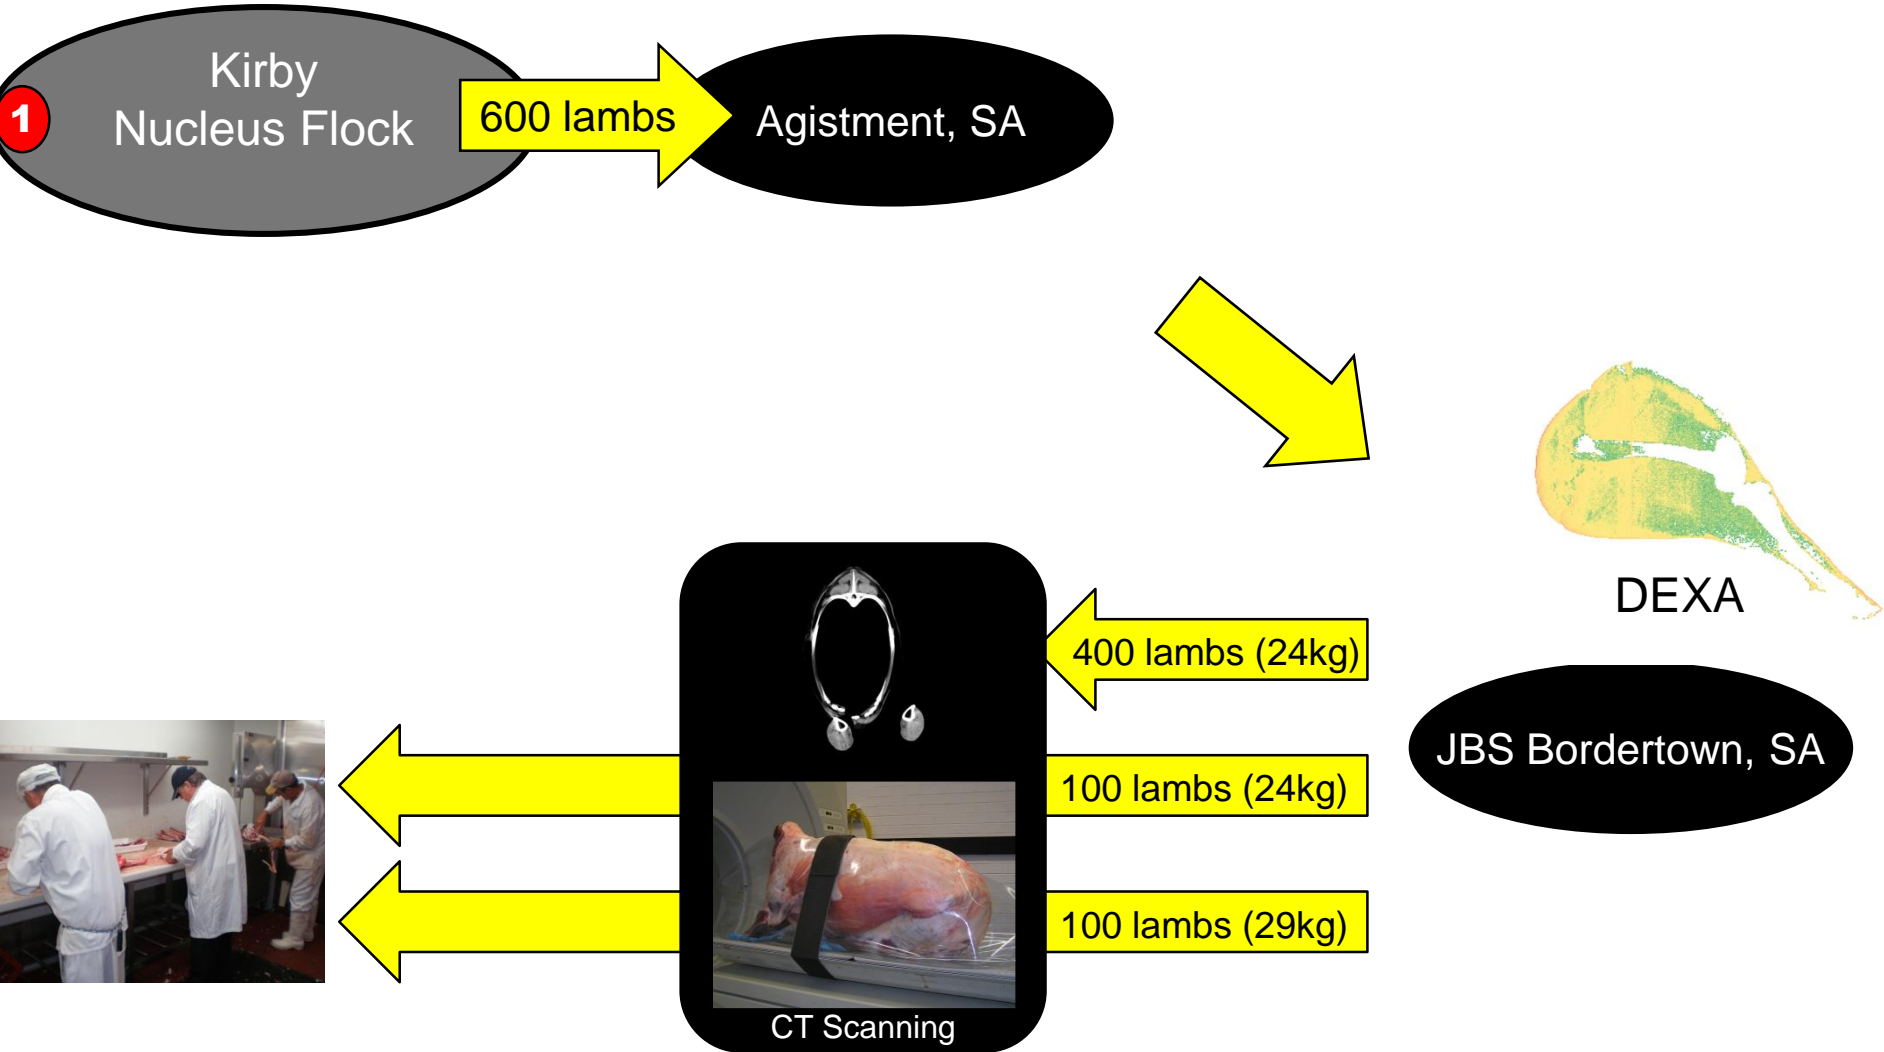 1
Kirby
Nucleus Flock
600 lambs
Agistment, SA
DEXA
400 lambs (24kg)
JBS Bordertown, SA
100 lambs (24kg)
100 lambs (29kg)
CT Scanning